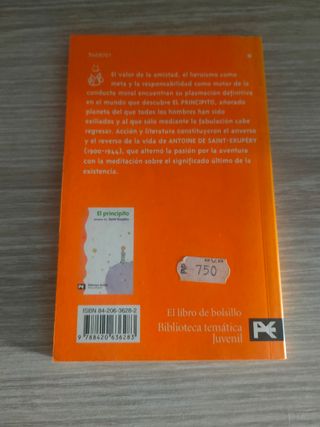 El valor de la amistad, el heroísmo como
meta y la responsabilidad como motor de la
conducta moral encuentran su plasmación definitiva
en el mundo que descubre EL PRINCIPITO, añorado
planeta del que todos los hombres han sido
exiliados y al que sólo mediante la fabulación cabe
regresar. Acción y literatura constituyeron el anverso
y el reverso de la vida de ANTOINE DE SAINT-EXUPÉRY
(1900-1944), que alternó la pasión por la aventura
con la meditación sobre el significado último de la
existencia.
El principito
PVP
750
ISBN 84-206-3628-2
9 788420 636283
El libro de bolsillo
Biblioteca temática
Juvenil